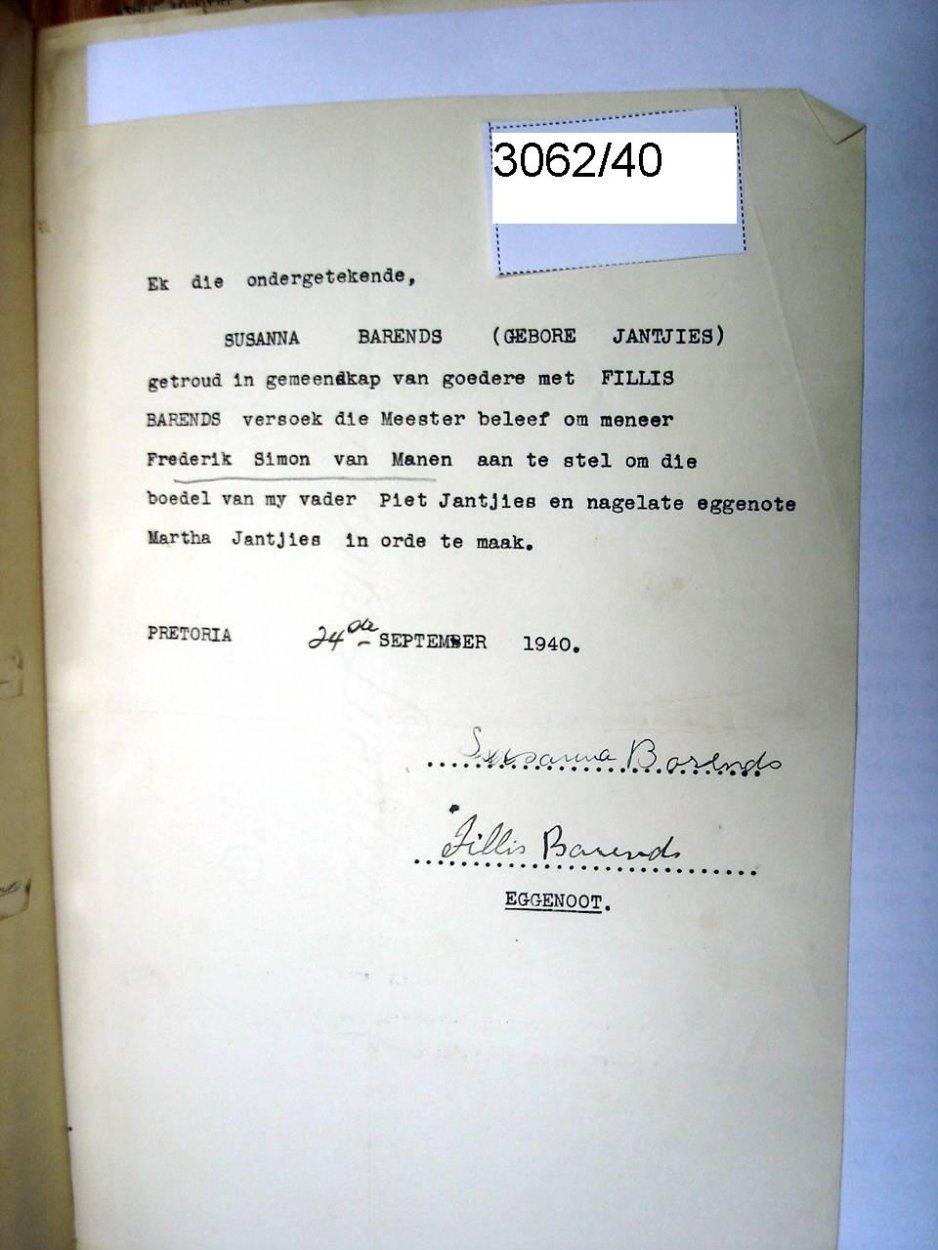 3062/40
Ek die ondergetekende,
SUSANNA BARENDS (GEBORE JANTJIES)
getroud in gemeendkap van goedere met FILLIS
BARENDS versoek die Meester beleef om meneer
Frederik Simon van Manen aan te stel om die
boedel van my vader Piet Jantjies en nagelate eggenote
Martha Jantjies in orde te maak.
PRETORIA 24de SEPTEMBER 1940.
Susanna Barends
Fillis Barends
EGGENOOT.